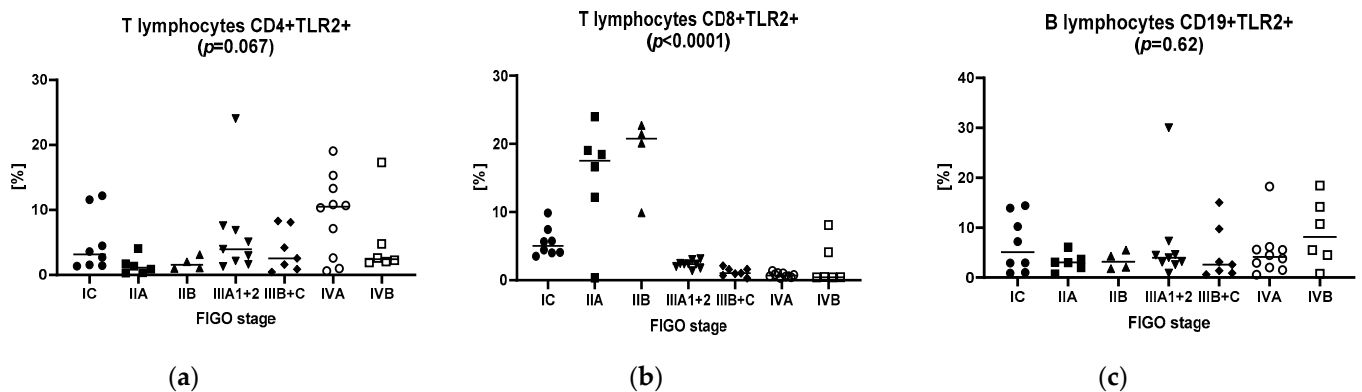 T lymphocytes CD4+TLR2+
(p=0.067)
30
20
10
0
[%]
IC IIA IIB IIIA1+2 IIIB+C IVA IVB
FIGO stage
(a)
T lymphocytes CD8+TLR2+
(p<0.0001)
30
20
10
0
[%]
IC IIA IIB IIIA1+2 IIIB+C IVA IVB
FIGO stage
(b)
B lymphocytes CD19+TLR2+
(p=0.62)
40
30
20
10
0
[%]
IC IIA IIB IIIA1+2 IIIB+C IVA IVB
FIGO stage
(c)